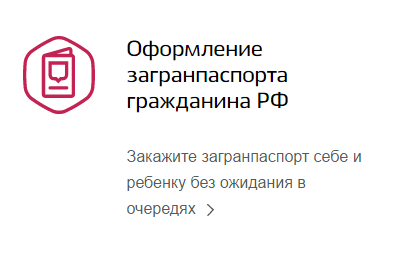 Оформление
загранпаспорта
гражданина РФ
Закажите загранпаспорт себе и
ребенку без ожидания в
очередях